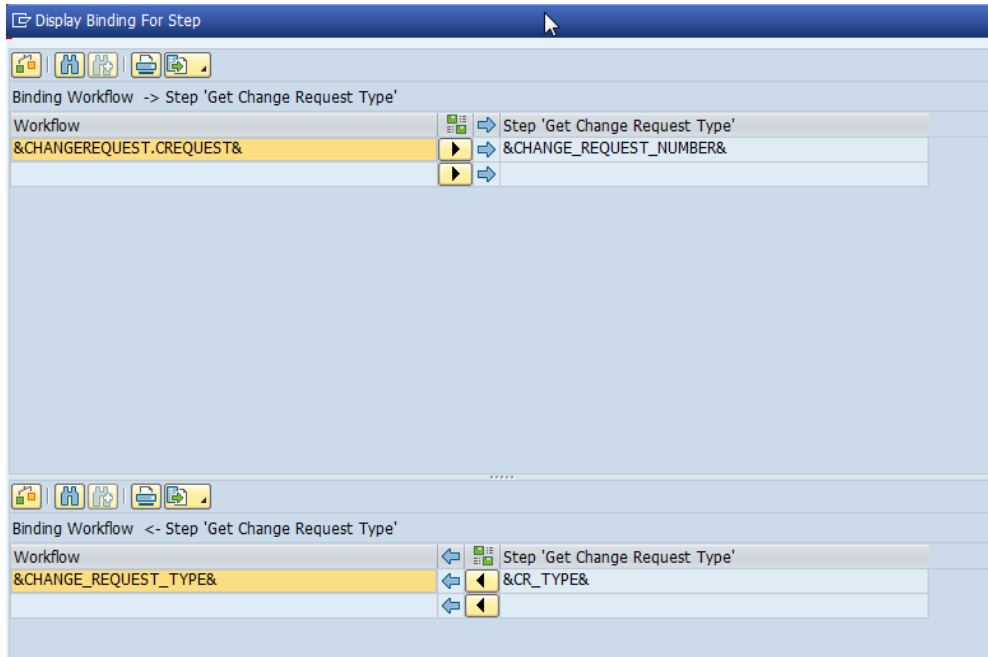 Display Binding For Step
Binding Workflow -> Step 'Get Change Request Type'
Workflow Step 'Get Change Request Type'
&CHANGEREQUEST.CREQUEST& &CHANGE_REQUEST_NUMBER&
Binding Workflow <- Step 'Get Change Request Type'
Workflow Step 'Get Change Request Type'
&CHANGE_REQUEST_TYPE& &CR_TYPE&